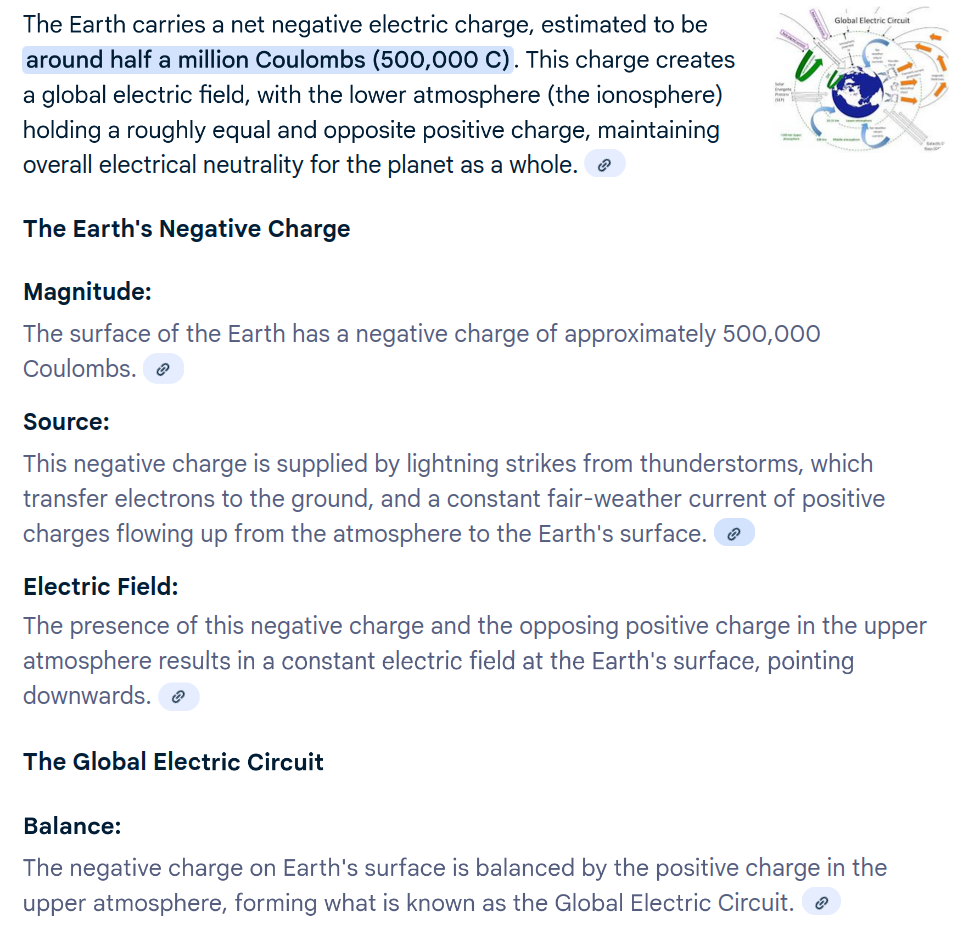 The Earth carries a net negative electric charge, estimated to be
around half a million Coulombs (500,000 C). This charge creates
a global electric field, with the lower atmosphere (the ionosphere)
holding a roughly equal and opposite positive charge, maintaining
overall electrical neutrality for the planet as a whole.
Global Electric Circuit
The Earth's Negative Charge
Magnitude:
The surface of the Earth has a negative charge of approximately 500,000
Coulombs.
Source:
This negative charge is supplied by lightning strikes from thunderstorms, which
transfer electrons to the ground, and a constant fair-weather current of positive
charges flowing up from the atmosphere to the Earth's surface.
Electric Field:
The presence of this negative charge and the opposing positive charge in the upper
atmosphere results in a constant electric field at the Earth's surface, pointing
downwards.
The Global Electric Circuit
Balance:
The negative charge on Earth's surface is balanced by the positive charge in the
upper atmosphere, forming what is known as the Global Electric Circuit.